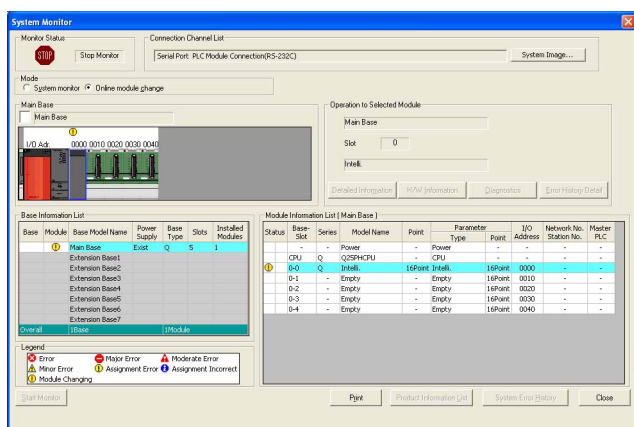 System Monitor
Monitor Status
STOP
Stop Monitor
Connection Channel List
Serial Port PLC Module Connection(RS-232C)
System Image...
Mode
System monitor
Online module change
Main Base
Main Base
I/O Adr. 0000 0010 0020 0030 0040
Operation to Selected Module
Main Base
Slot 0
Intelli.
Detailed Information
H/W Information
Diagnostics
Error History Detail
Base Information List
Base Module Base Model Name Power Supply Base Type Slots Installed Modules
Main Base Exist Q 5 1
Extension Base1
Extension Base2
Extension Base3
Extension Base4
Extension Base5
Extension Base6
Extension Base7
Overall 1Base 1Module
Module Information List ( Main Base )
Status Base-Slot Series Model Name Point Parameter Type Point I/O Address Network No. Station No. Master PLC
- - Power - Power - - - -
CPU Q Q25PHCPU - CPU - - - -
0-0 Q Intelli. 16Point Intelli. 16Point 0000 - -
0-1 - Empty - Empty 16Point 0010 - -
0-2 - Empty - Empty 16Point 0020 - -
0-3 - Empty - Empty 16Point 0030 - -
0-4 - Empty - Empty 16Point 0040 - -
Legend
Error Major Error Moderate Error
Minor Error Assignment Error Assignment Incorrect
Module Changing
Start Monitor
Print
Product Information List
System Error History
Close